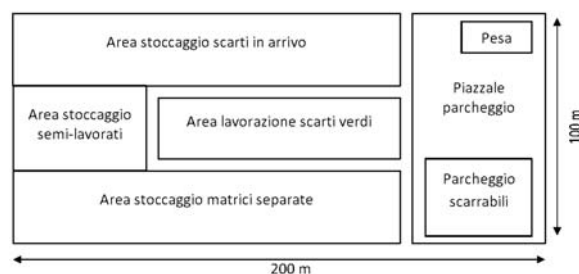 Area stoccaggio scarti in arrivo
Pesa
Piazzale
parcheggio
Area stoccaggio
semi-lavorati
Area lavorazione scarti verdi
100 m
Parcheggio
scarrabili
Area stoccaggio matrici separate
200 m